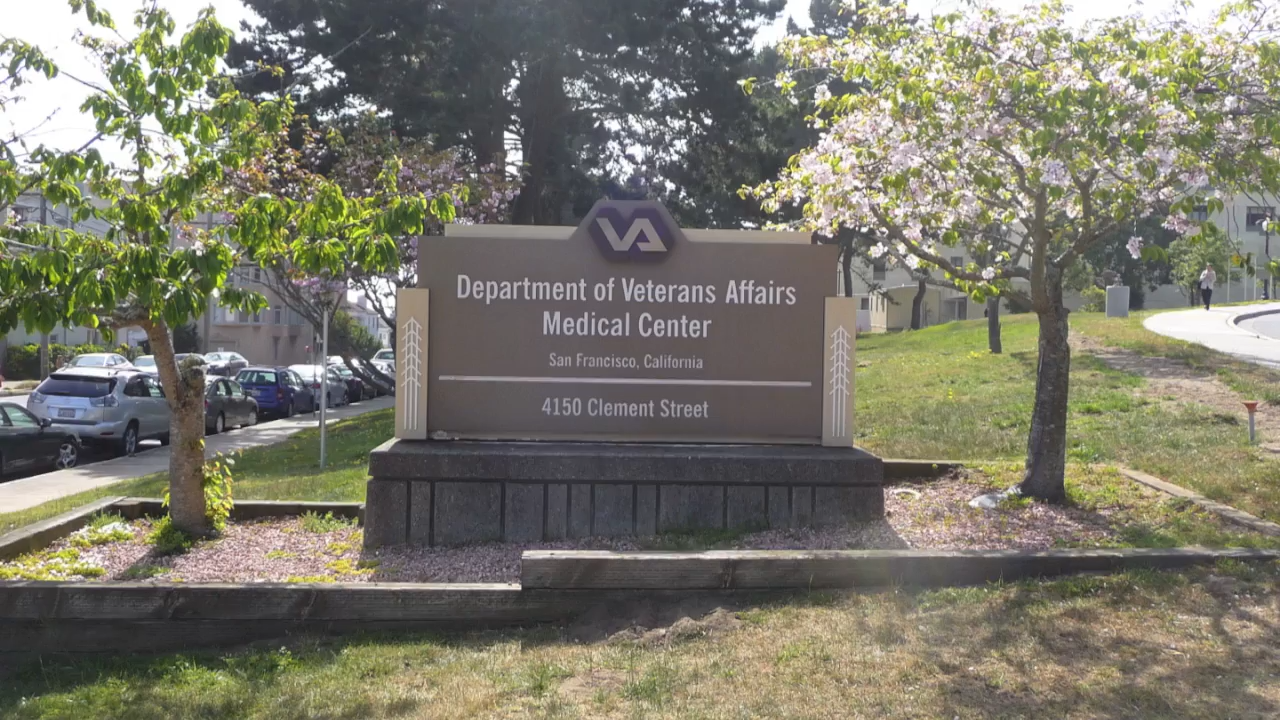 VA
Department of Veterans Affairs
Medical Center
San Francisco, California
4150 Clement Street